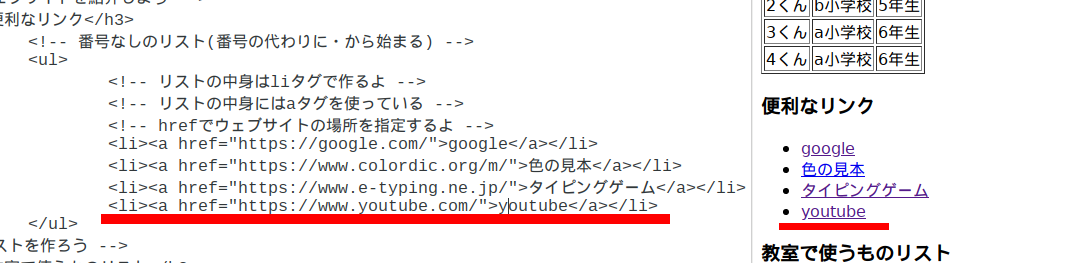 便利なリンク</h3>
<!-- 番号なしのリスト(番号の代わりに・から始まる) -->
<ul>
<!-- リストの中身はliタグで作るよ -->
<!-- リストの中身にはaタグを使っている -->
<!-- hrefでウェブサイトの場所を指定するよ -->
<li><a href="https://google.com/">google</a></li>
<li><a href="https://www.colordic.org/m/">色の見本</a></li>
<li><a href="https://www.e-typing.ne.jp/">タイピングゲーム</a></li>
<li><a href="https://www.youtube.com/">youtube</a></li>
</ul>
ストを作ろう -->
2くん b小学校 5年生
3くん a小学校 6年生
4くん a小学校 6年生
便利なリンク
google
色の見本
タイピングゲーム
youtube
教室で使うものリスト